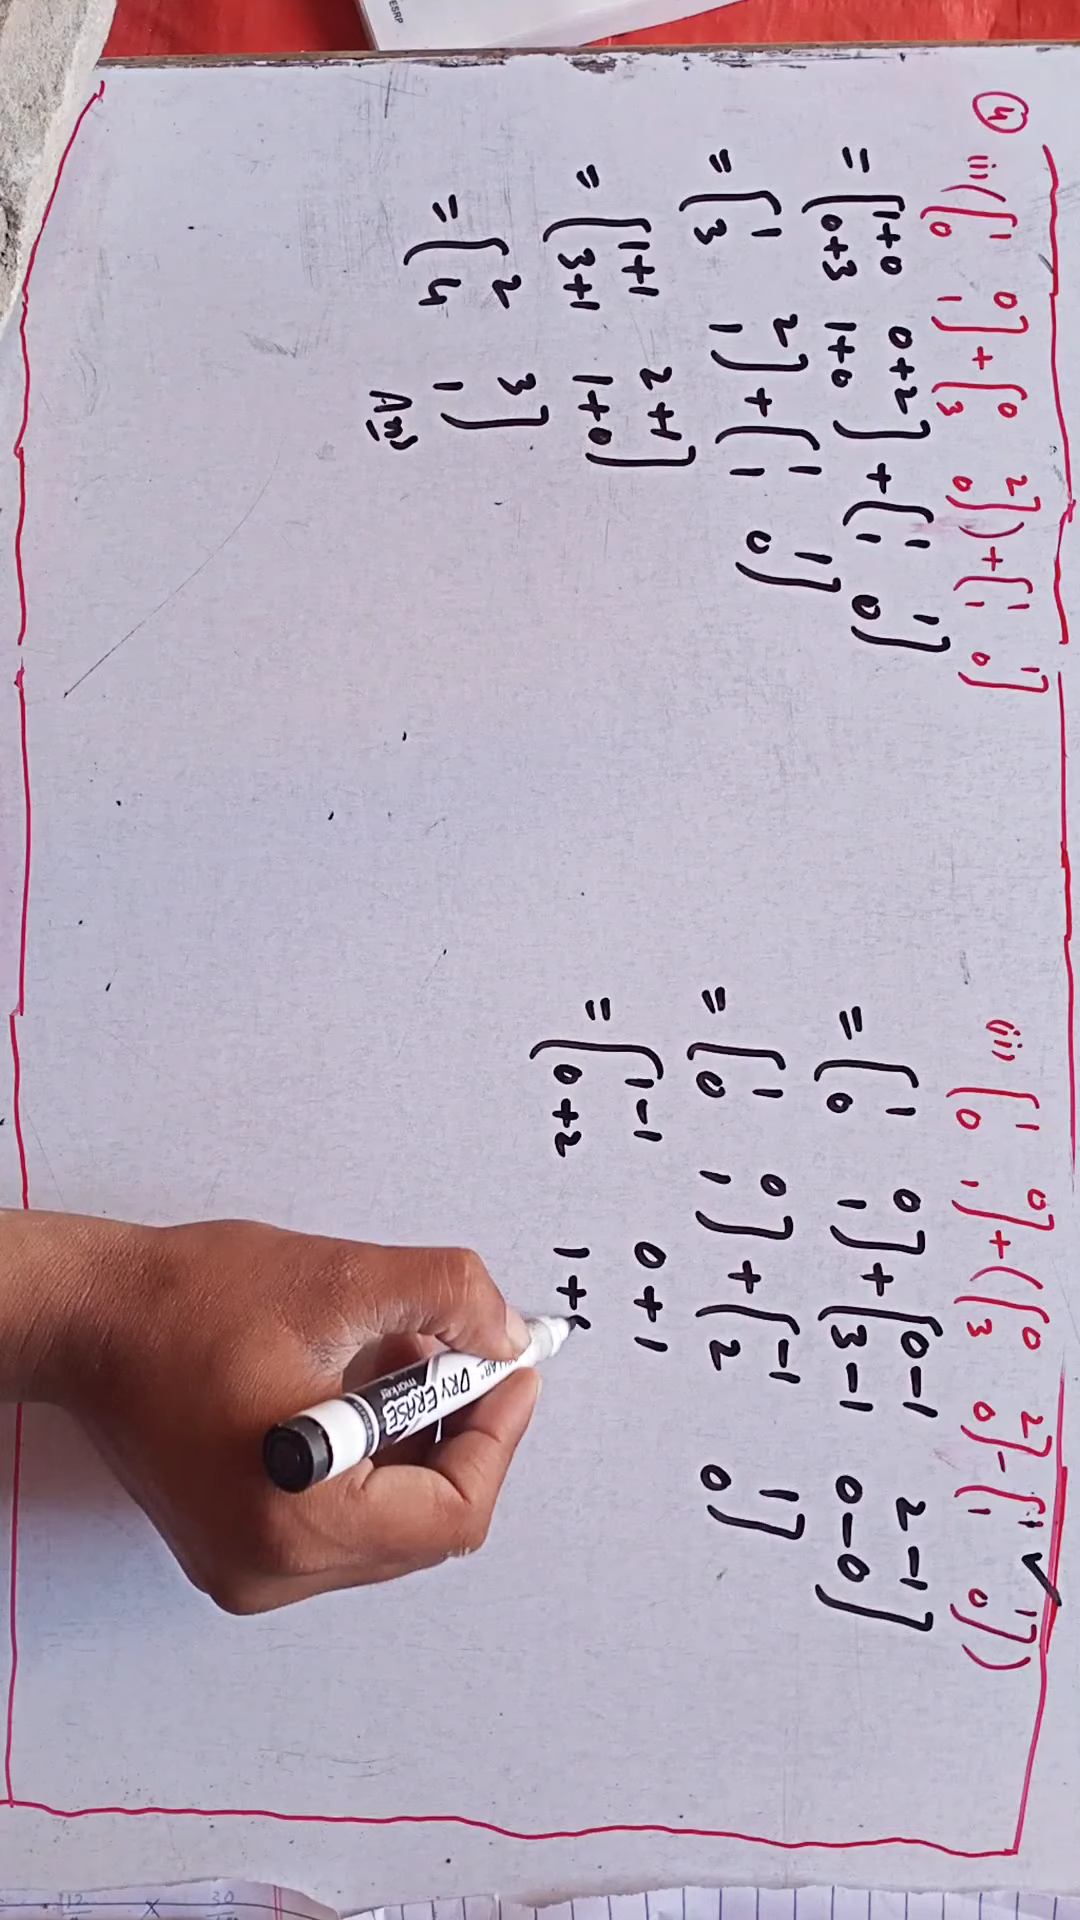 ④
ii) ([1 0; 0 1] + [0 2; 3 0]) + [1 1; 1 0]
= [1+0 0+2; 0+3 1+0] + [1 1; 1 0]
= [1 2; 3 1] + [1 1; 1 0]
= [1+1 2+1; 3+1 1+0]
= [2 3; 4 1]
Ans
(iii) [1 0; 0 1] + ([0 2; 3 0] - [1 1; 1 0])
= [1 0; 0 1] + [0-1 2-1; 3-1 0-0]
= [1 0; 0 1] + [-1 1; 2 0]
= [1-1 0+1; 0+2 1+
DRY ERASE
marker
ESRP
30